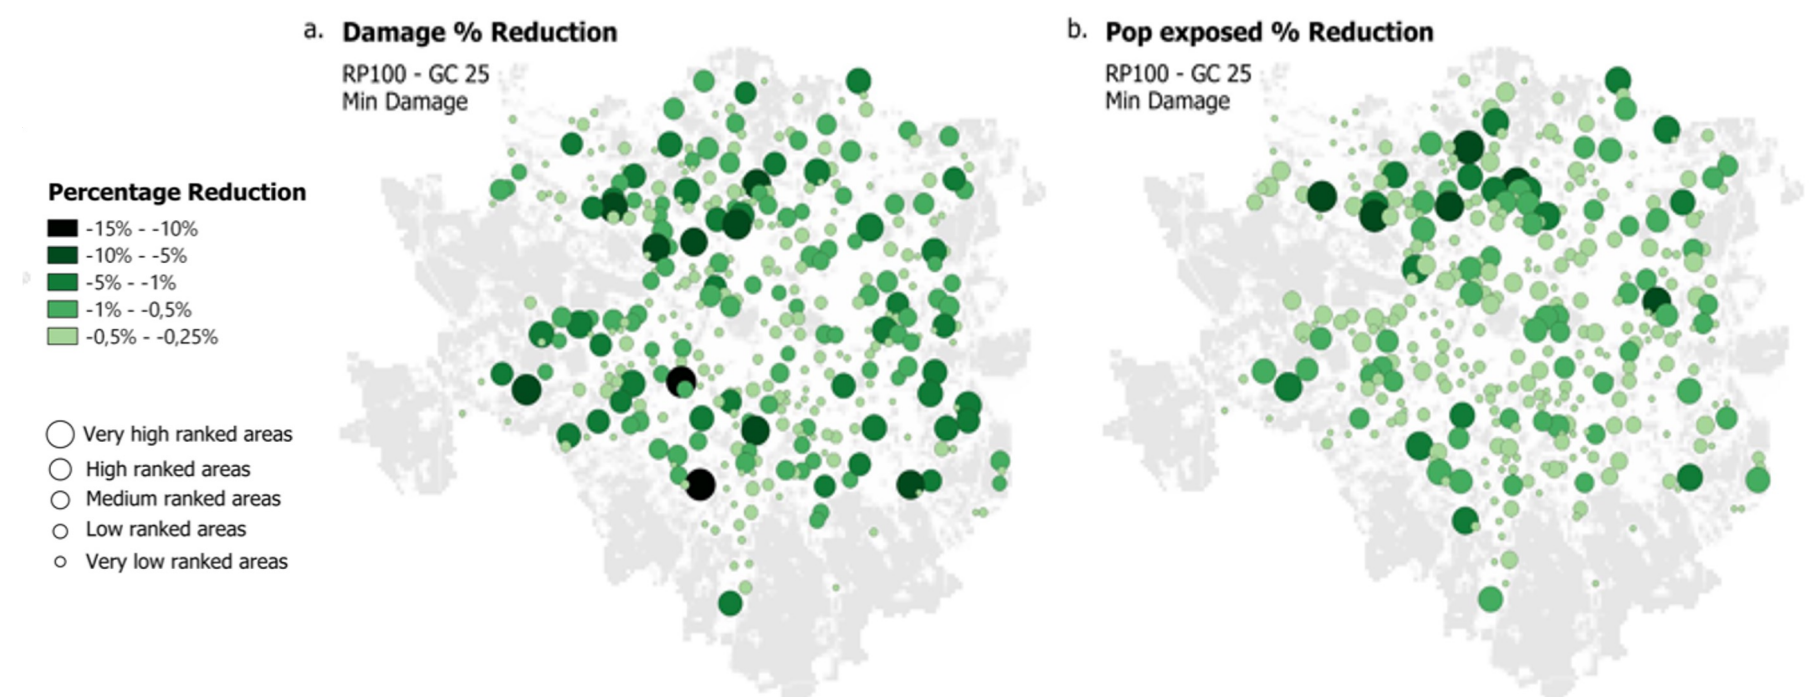 a. Damage % Reduction
RP100 - GC 25
Min Damage
b. Pop exposed % Reduction
RP100 - GC 25
Min Damage
Percentage Reduction
-15% - -10%
-10% - -5%
-5% - -1%
-1% - -0,5%
-0,5% - -0,25%
Very high ranked areas
High ranked areas
Medium ranked areas
Low ranked areas
Very low ranked areas